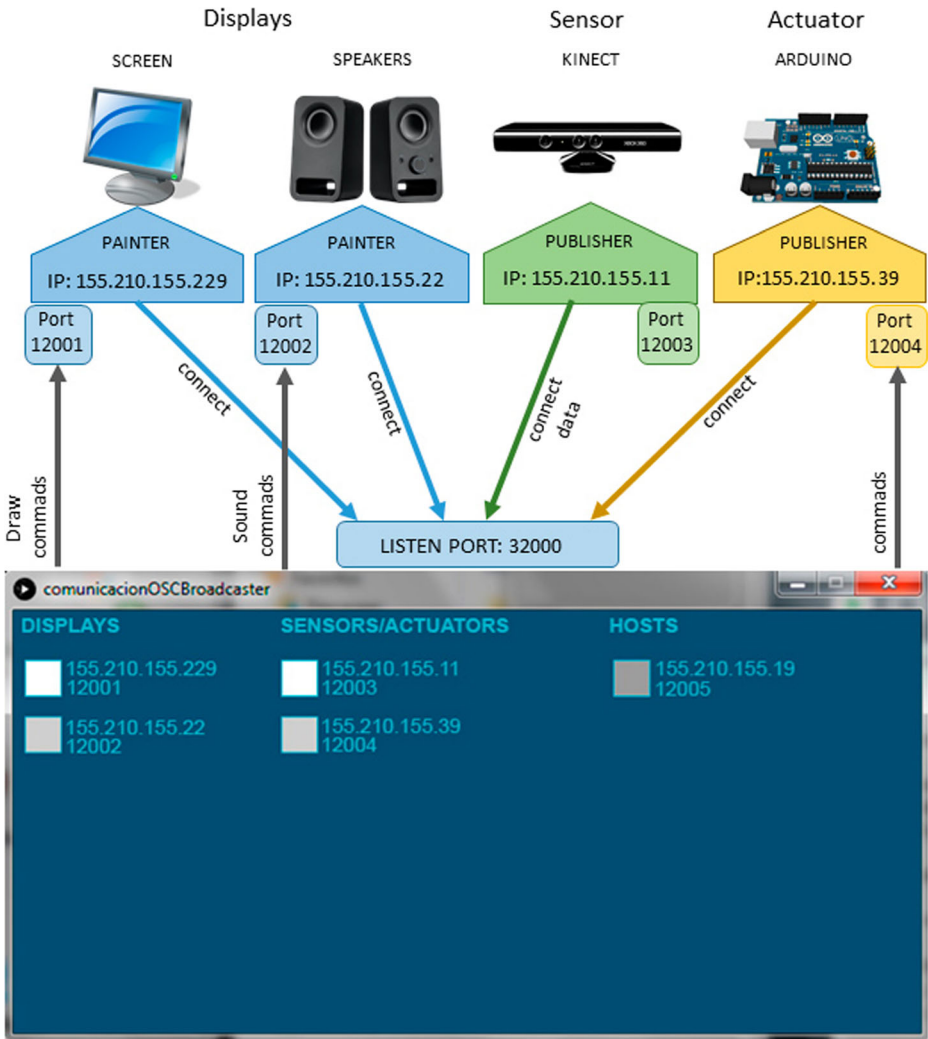 Displays
Sensor
Actuator
SCREEN
SPEAKERS
KINECT
ARDUINO
XBOX 360
KINECT
PAINTER
IP: 155.210.155.229
PAINTER
IP: 155.210.155.22
PUBLISHER
IP: 155.210.155.11
PUBLISHER
IP:155.210.155.39
Port
12001
Port
12002
Port
12003
Port
12004
connect
connect
connect
data
connect
Draw
commads
Sound
commads
commads
LISTEN PORT: 32000
comunicacionOSCBroadcaster
DISPLAYS
SENSORS/ACTUATORS
HOSTS
155.210.155.229
12001
155.210.155.11
12003
155.210.155.19
12005
155.210.155.22
12002
155.210.155.39
12004